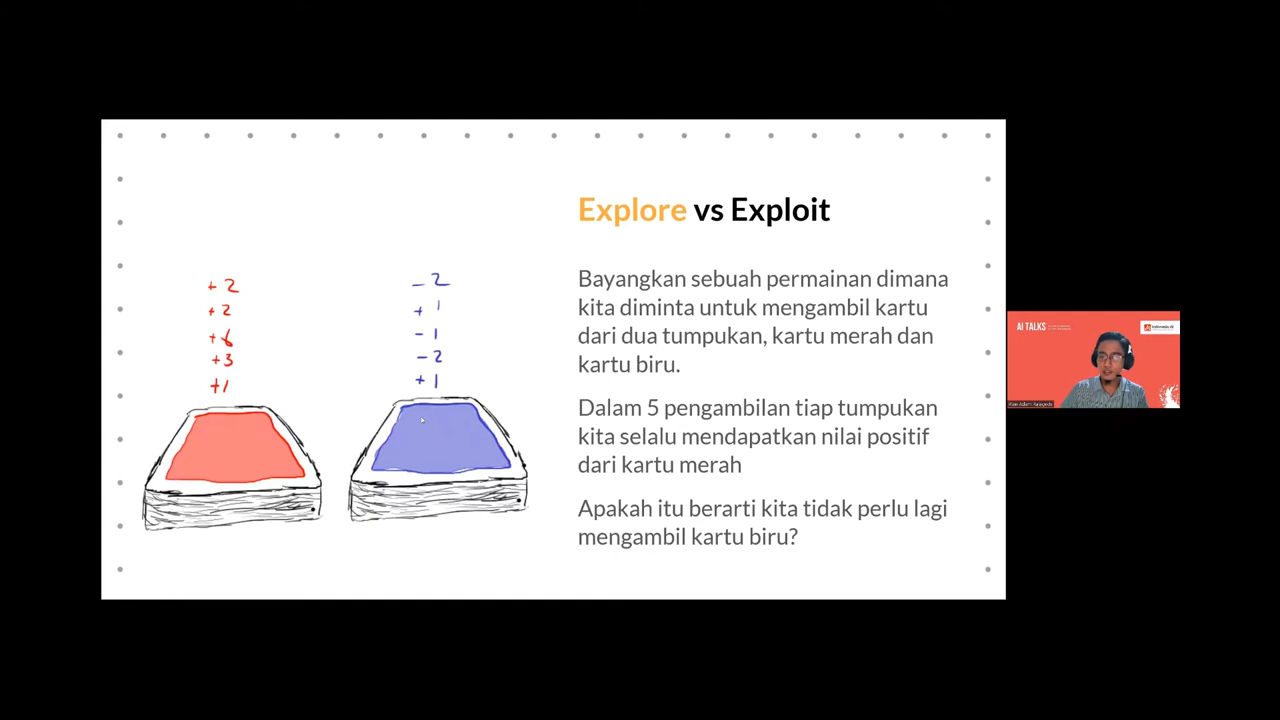 Explore vs Exploit
+2
+2
+6
+3
+1
-2
+1
-1
-2
+1
Bayangkan sebuah permainan dimana
kita diminta untuk mengambil kartu
dari dua tumpukan, kartu merah dan
kartu biru.
Dalam 5 pengambilan tiap tumpukan
kita selalu mendapatkan nilai positif
dari kartu merah
Apakah itu berarti kita tidak perlu lagi
mengambil kartu biru?
AI TALKS